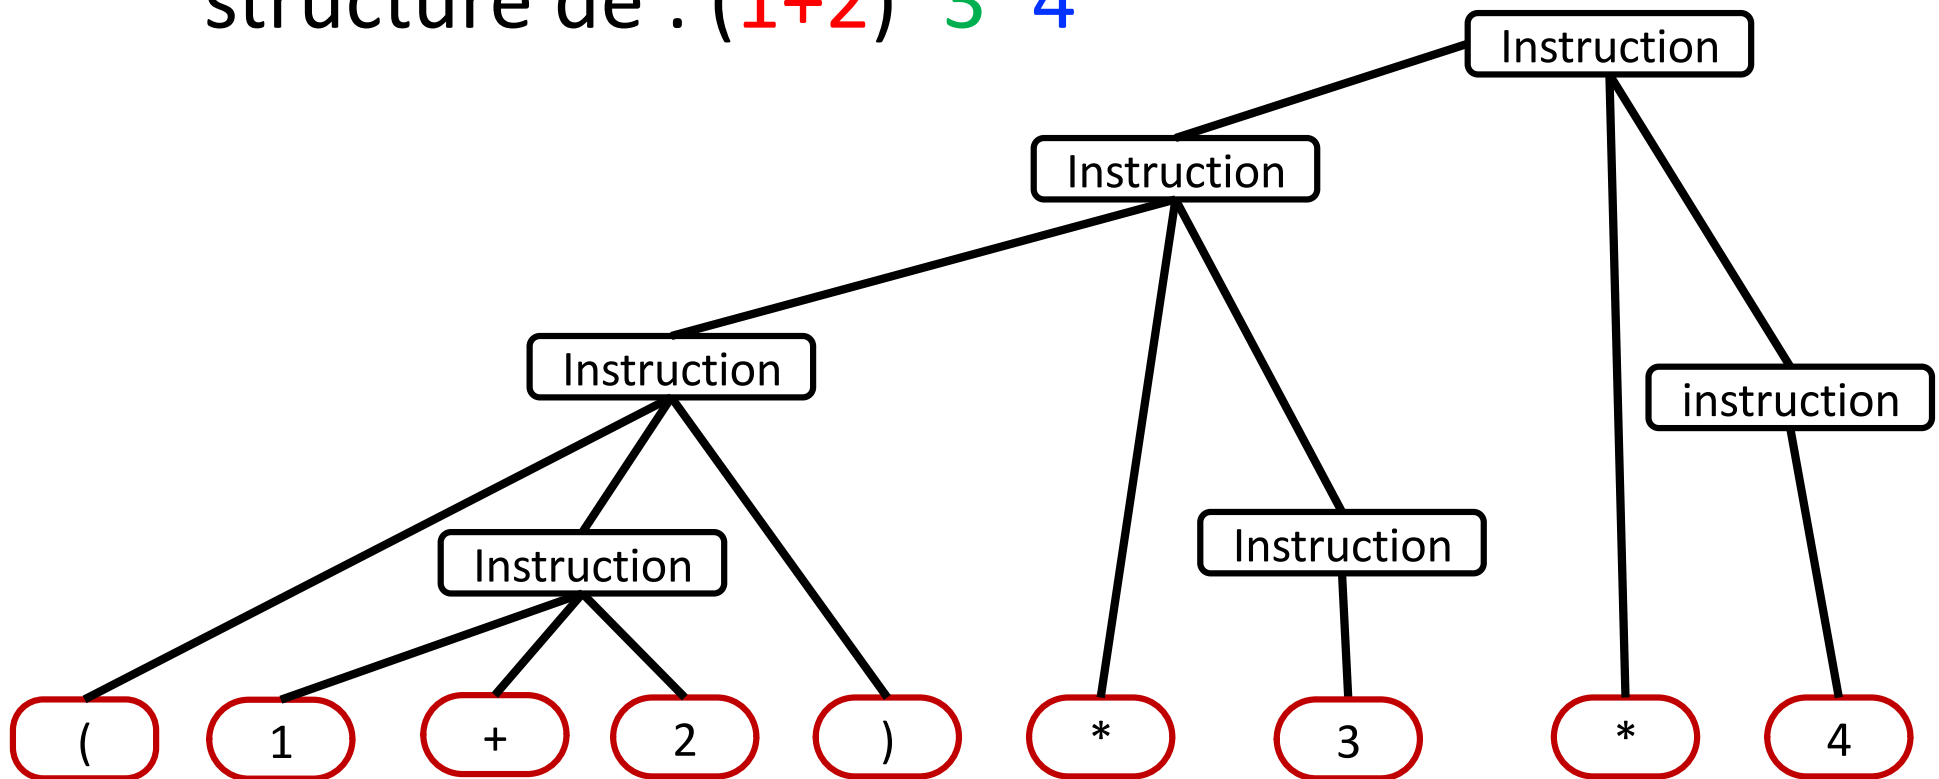 structure de : (1+2) 3 4
Instruction
Instruction
Instruction
instruction
Instruction
Instruction
( 1 + 2 ) * 3 * 4